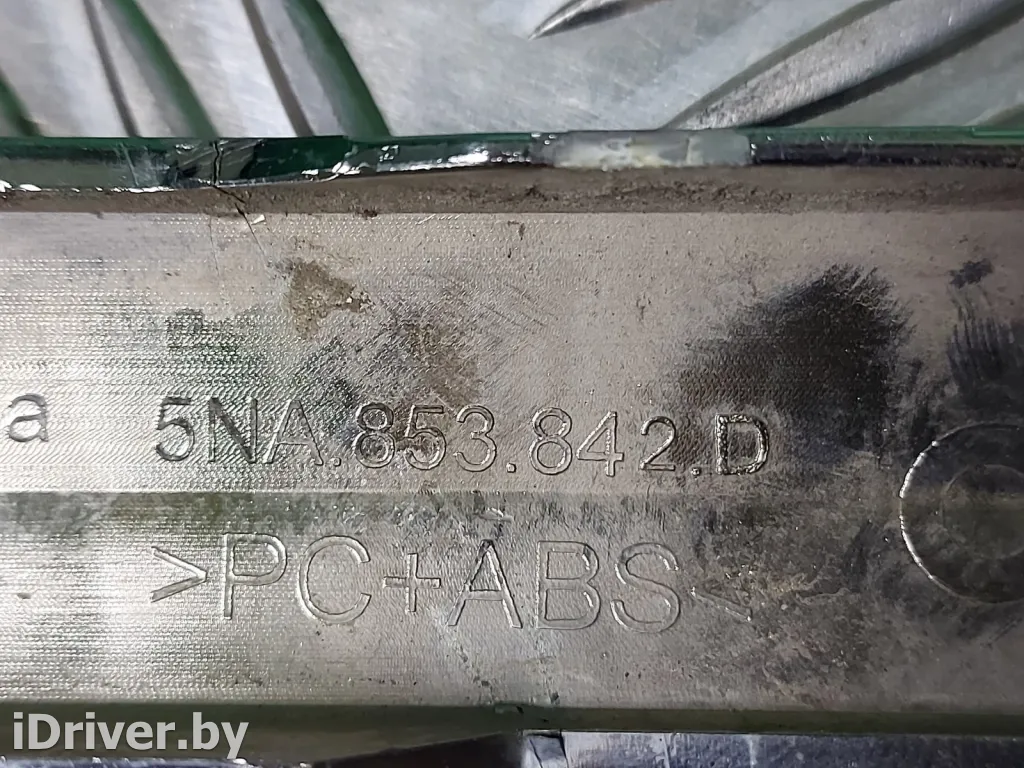 a 5NA.853.842.D
>PC+ABS<
iDriver.by